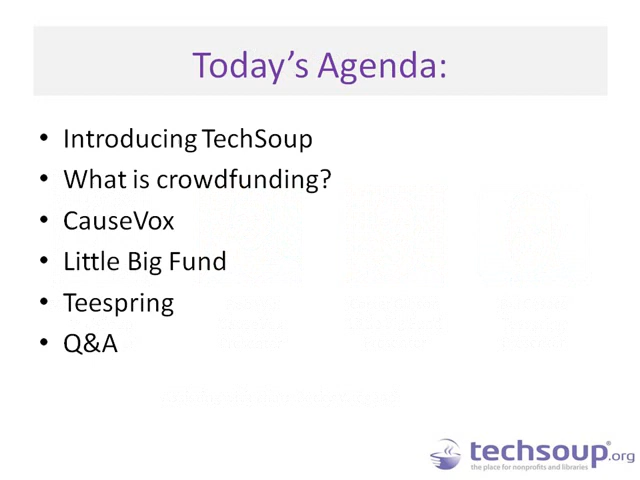 Today's Agenda:
• Introducing TechSoup
• What is crowdfunding?
• CauseVox
• Little Big Fund
• Teespring
• Q&A
techsoup®.org
the place for nonprofits and libraries